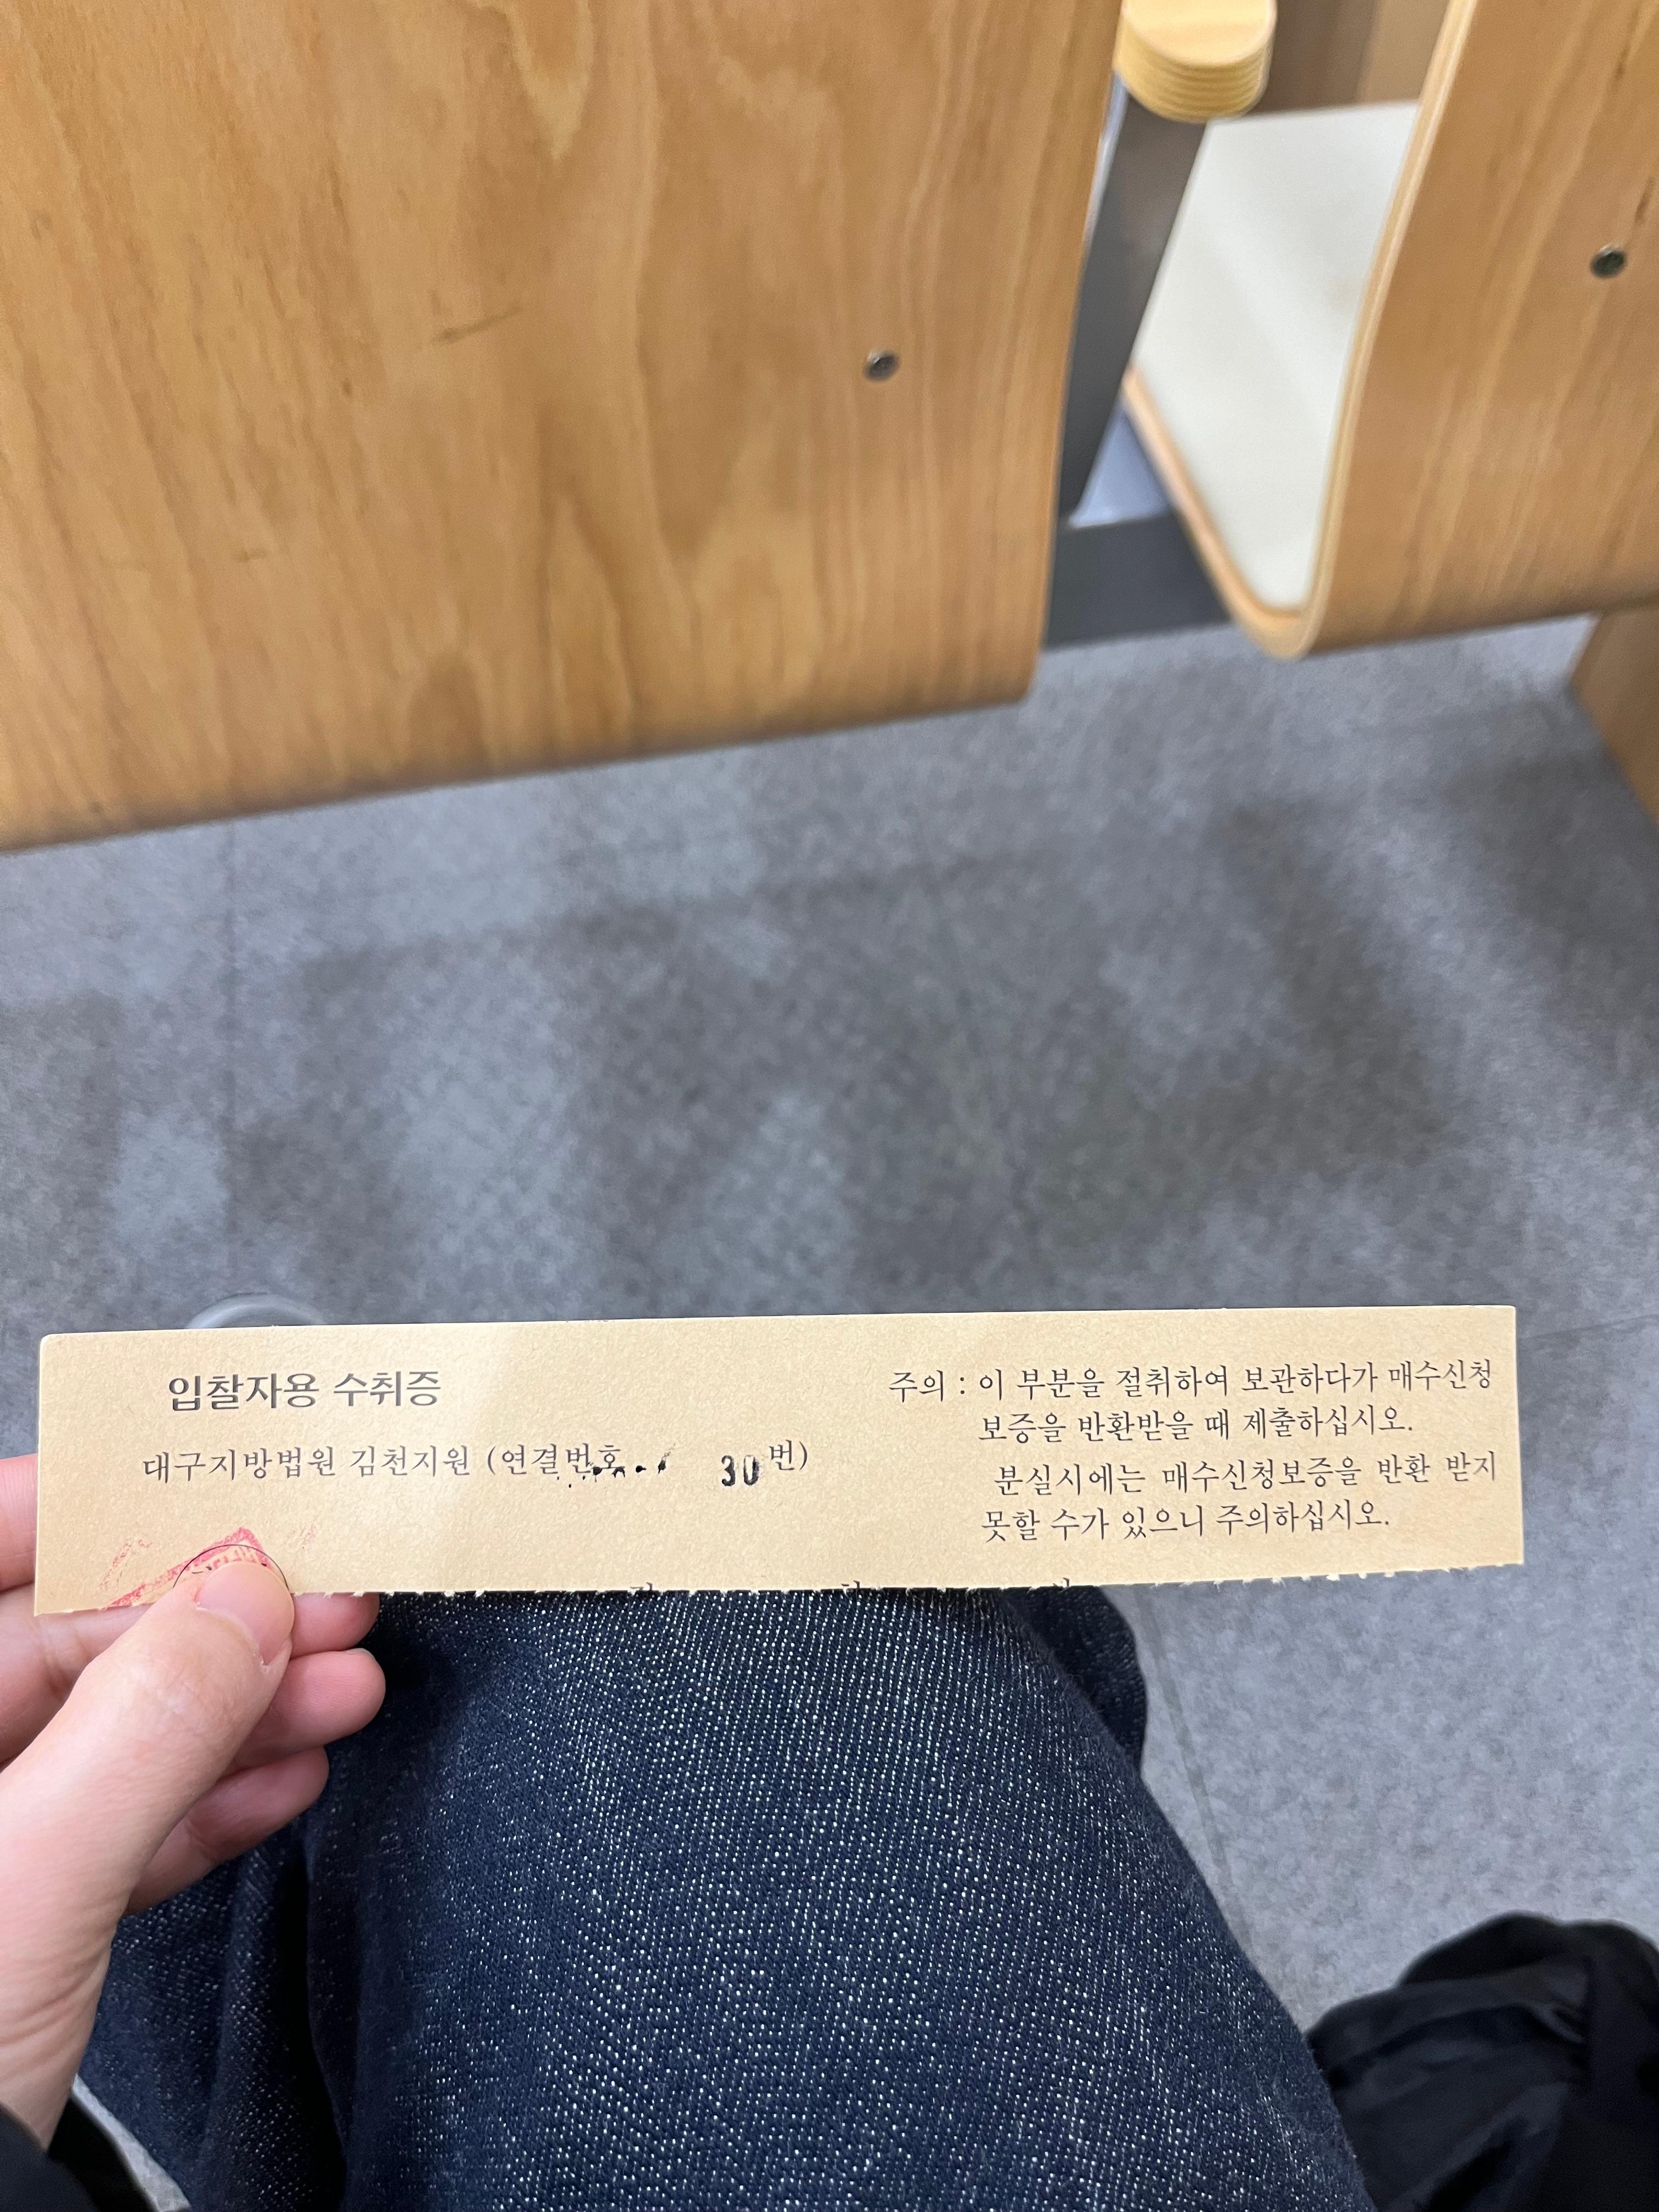 입찰자용 수취증
대구지방법원 김천지원 (연결번호 30번)
주의 : 이 부분을 절취하여 보관하다가 매수신청
보증을 반환받을 때 제출하십시오.
분실시에는 매수신청보증을 반환 받지
못할 수가 있으니 주의하십시오.